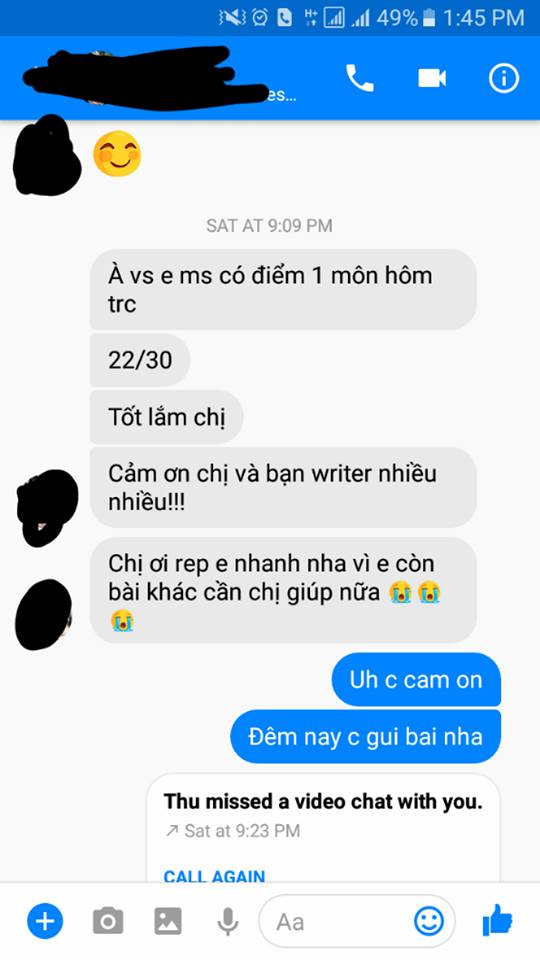 49% 1:45 PM
es...
SAT AT 9:09 PM
À vs e ms có điểm 1 môn hôm
trc
22/30
Tốt lắm chị
Cảm ơn chị và bạn writer nhiều
nhiều!!!
Chị ơi rep e nhanh nha vì e còn
bài khác cần chị giúp nữa 😭😭
😭
Uh c cam on
Đêm nay c gui bai nha
Thu missed a video chat with you.
↗ Sat at 9:23 PM
CALL AGAIN
Aa